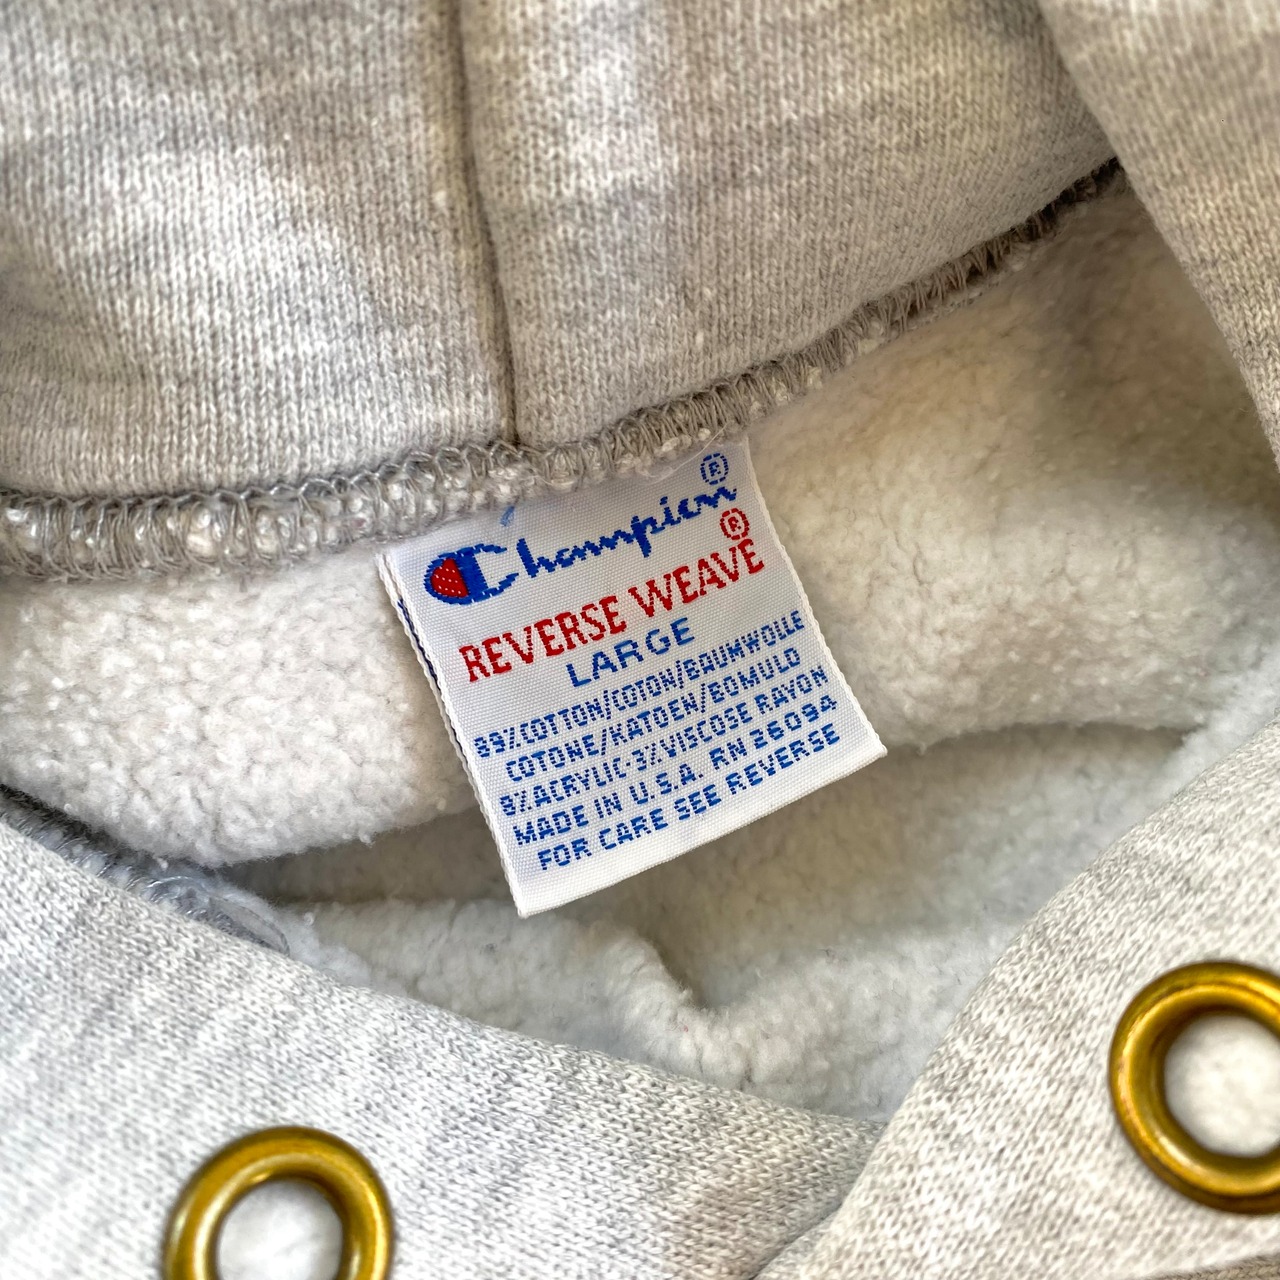 Champion®
REVERSE WEAVE®
LARGE
89%COTTON/COTON/BAUMWOLLE
COTONE/KATOEN/BOMULD
8%ACRYLIC-3%VISCOSE RAYON
MADE IN U.S.A. RN 26094
FOR CARE SEE REVERSE